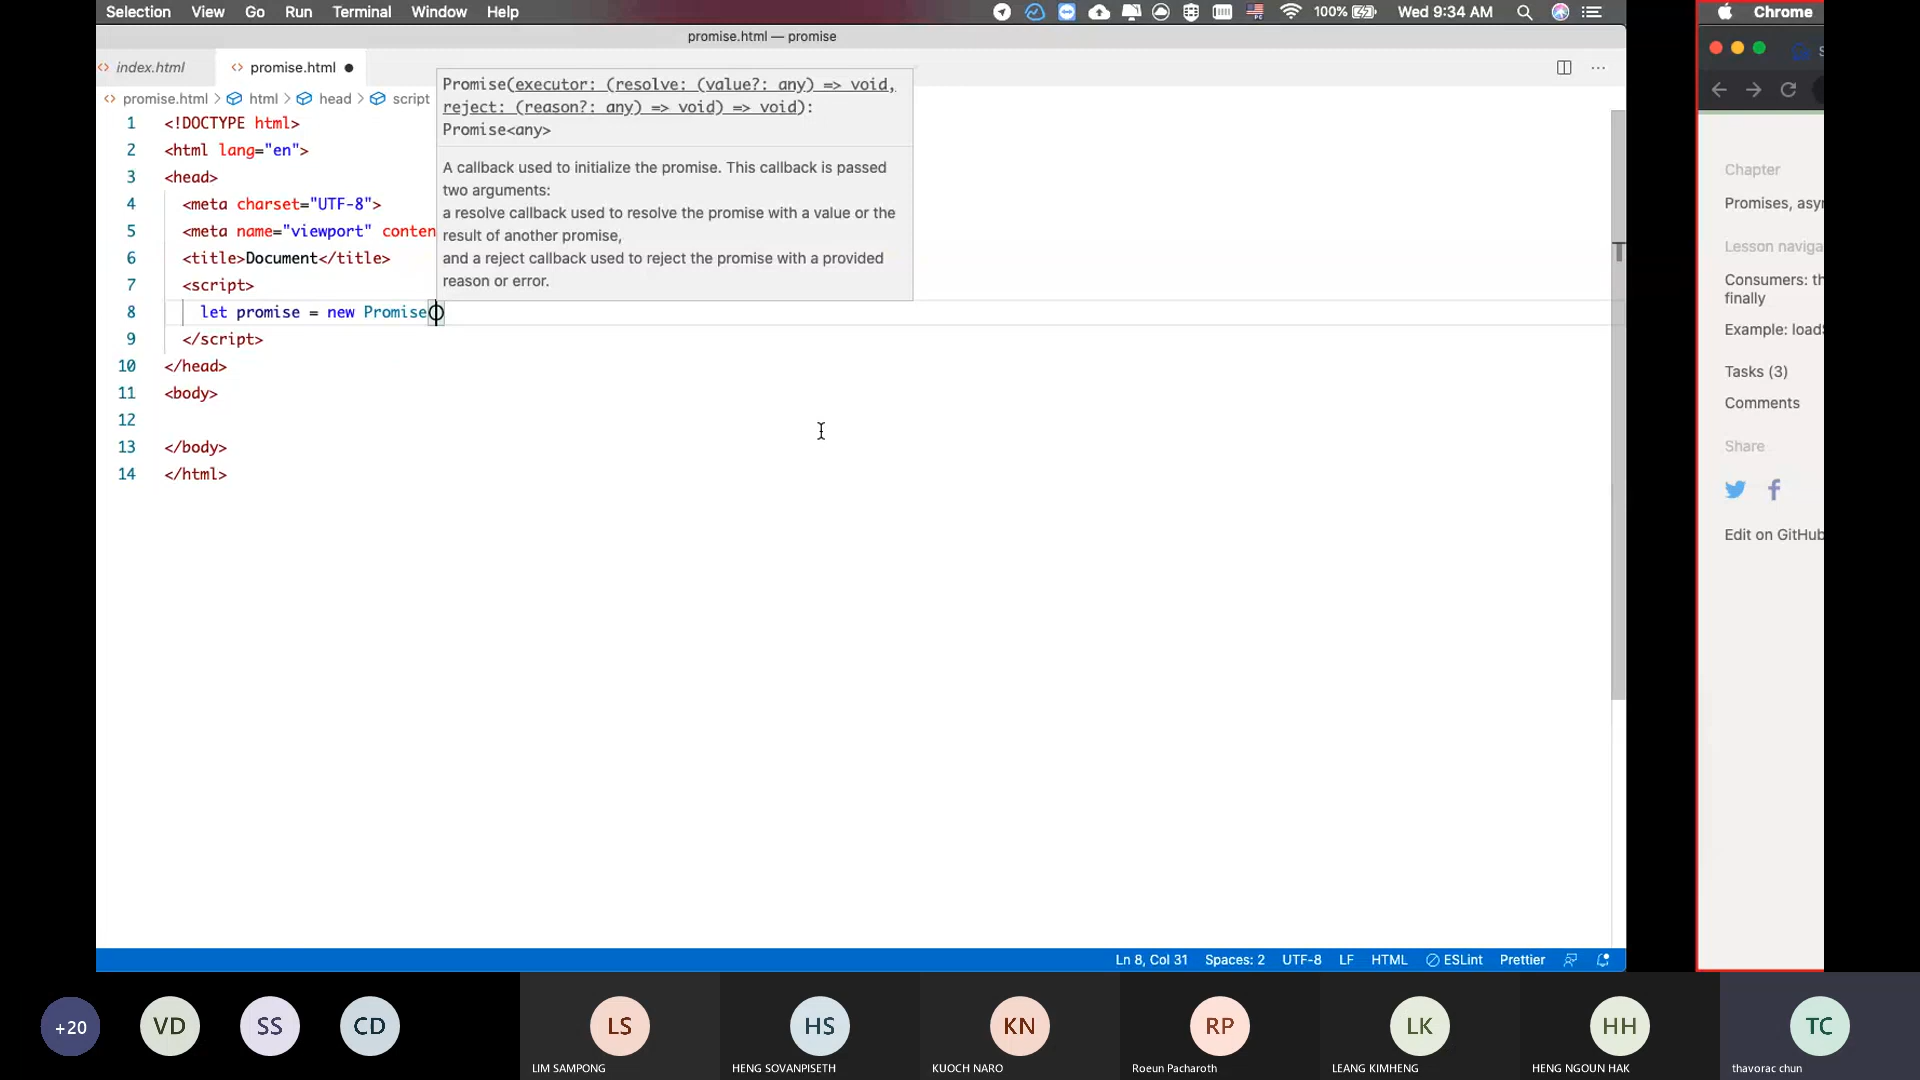 Selection View Go Run Terminal Window Help 100% Wed 9:34 AM
promise.html — promise
index.html promise.html
promise.html > html > head > script
Promise(executor: (resolve: (value?: any) => void,
reject: (reason?: any) => void) => void):
Promise<any>
A callback used to initialize the promise. This callback is passed
two arguments:
a resolve callback used to resolve the promise with a value or the
result of another promise,
and a reject callback used to reject the promise with a provided
reason or error.
1 <!DOCTYPE html>
2 <html lang="en">
3 <head>
4 <meta charset="UTF-8">
5 <meta name="viewport" conten
6 <title>Document</title>
7 <script>
8 let promise = new Promise()
9 </script>
10 </head>
11 <body>
12
13 </body>
14 </html>
Ln 8, Col 31 Spaces: 2 UTF-8 LF HTML ESLint Prettier
Chrome
Chapter
Promises, asyn
Lesson naviga
Consumers: th
finally
Example: loadS
Tasks (3)
Comments
Share
Edit on GitHub
+20 VD SS CD LS HS KN RP LK HH TC
LIM SAMPONG HENG SOVANPISETH KUOCH NARO Roeun Pacharoth LEANG KIMHENG HENG NGOUN HAK thavorac chun